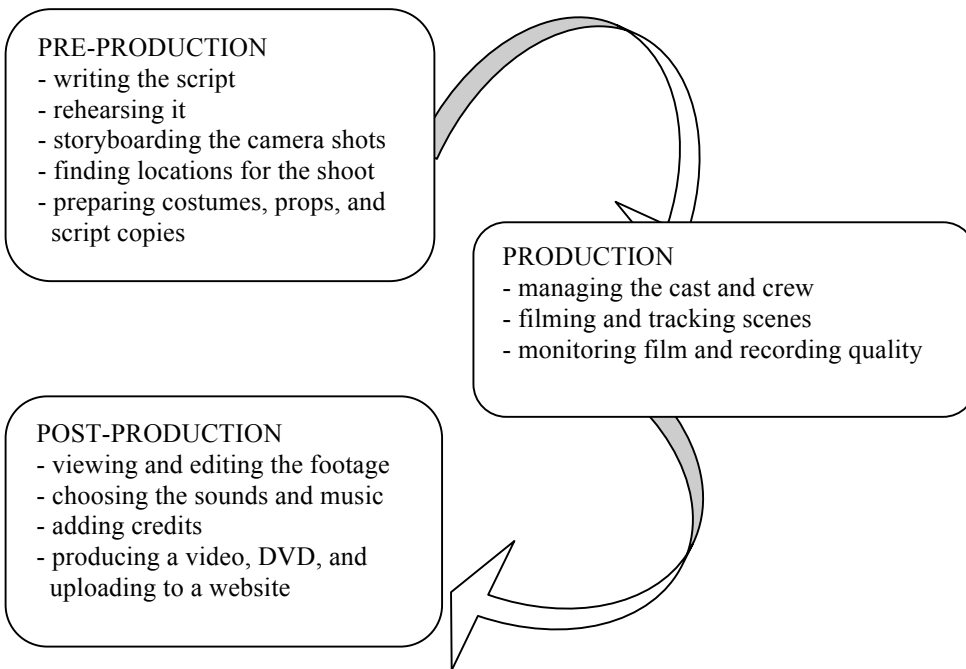 PRE-PRODUCTION
- writing the script
- rehearsing it
- storyboarding the camera shots
- finding locations for the shoot
- preparing costumes, props, and
script copies
PRODUCTION
- managing the cast and crew
- filming and tracking scenes
- monitoring film and recording quality
POST-PRODUCTION
- viewing and editing the footage
- choosing the sounds and music
- adding credits
- producing a video, DVD, and
uploading to a website